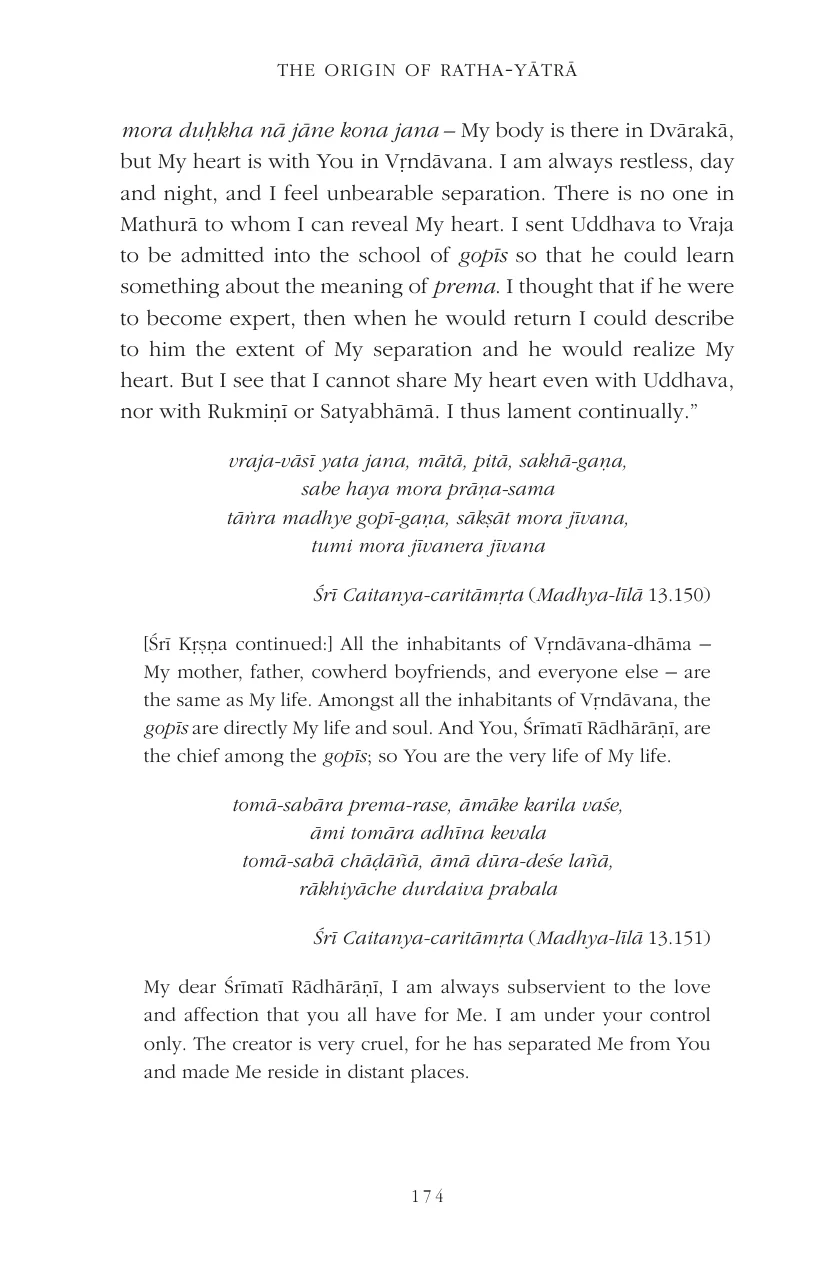 THE ORIGIN OF RATHA-YĀTRĀ
mora duḥkha nā jāne kona jana – My body is there in Dvārakā,
but My heart is with You in Vṛndāvana. I am always restless, day
and night, and I feel unbearable separation. There is no one in
Mathurā to whom I can reveal My heart. I sent Uddhava to Vraja
to be admitted into the school of gopīs so that he could learn
something about the meaning of prema. I thought that if he were
to become expert, then when he would return I could describe
to him the extent of My separation and he would realize My
heart. But I see that I cannot share My heart even with Uddhava,
nor with Rukmiṇī or Satyabhāmā. I thus lament continually.”
vraja-vāsī yata jana, mātā, pitā, sakhā-gaṇa,
sabe haya mora prāṇa-sama
tāṅra madhye gopī-gaṇa, sākṣāt mora jīvana,
tumi mora jīvanera jīvana
Śrī Caitanya-caritāmṛta (Madhya-līlā 13.150)
[Śrī Kṛṣṇa continued:] All the inhabitants of Vṛndāvana-dhāma –
My mother, father, cowherd boyfriends, and everyone else – are
the same as My life. Amongst all the inhabitants of Vṛndāvana, the
gopīs are directly My life and soul. And You, Śrīmatī Rādhārāṇī, are
the chief among the gopīs; so You are the very life of My life.
tomā-sabāra prema-rase, āmāke karila vaśe,
āmi tomāra adhīna kevala
tomā-sabā chāḍāñā, āmā dūra-deśe lañā,
rākhiyāche durdaiva prabala
Śrī Caitanya-caritāmṛta (Madhya-līlā 13.151)
My dear Śrīmatī Rādhārāṇī, I am always subservient to the love
and affection that you all have for Me. I am under your control
only. The creator is very cruel, for he has separated Me from You
and made Me reside in distant places.
174